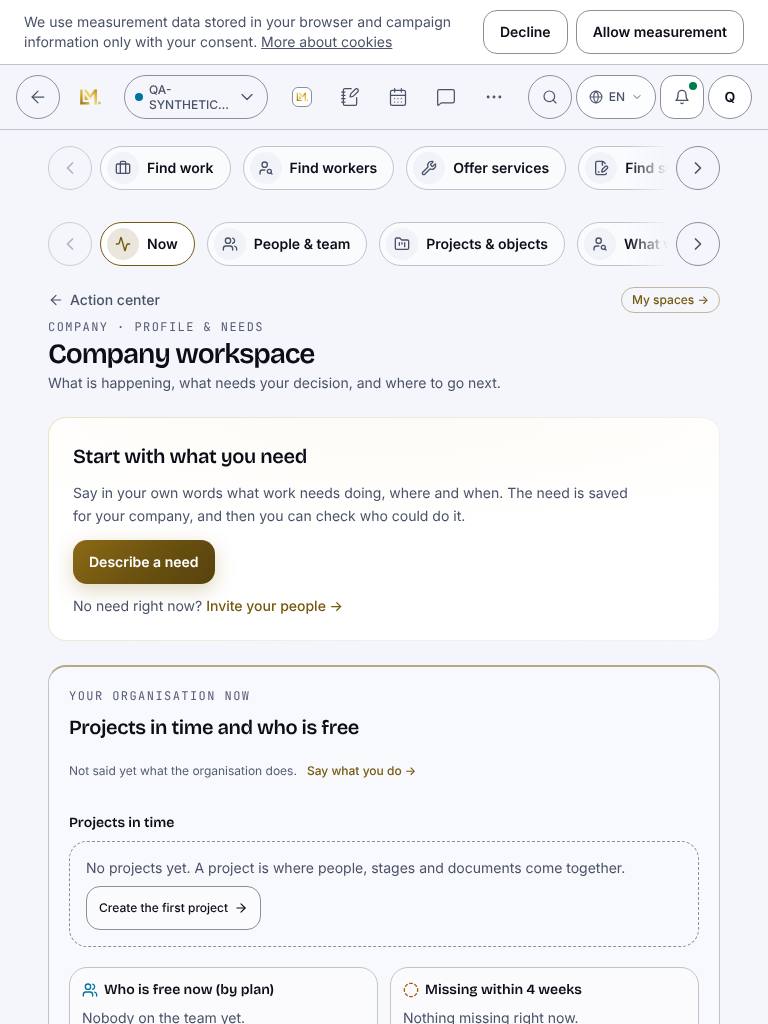 We use measurement data stored in your browser and campaign
information only with your consent. More about cookies
Decline
Allow measurement
LM.
QA-
SYNTHETIC...
LM.
EN
Q
Find work
Find workers
Offer services
Find
Now
People & team
Projects & objects
What
Action center
My spaces →
COMPANY · PROFILE & NEEDS
Company workspace
What is happening, what needs your decision, and where to go next.
Start with what you need
Say in your own words what work needs doing, where and when. The need is saved
for your company, and then you can check who could do it.
Describe a need
No need right now? Invite your people →
YOUR ORGANISATION NOW
Projects in time and who is free
Not said yet what the organisation does. Say what you do →
Projects in time
No projects yet. A project is where people, stages and documents come together.
Create the first project →
Who is free now (by plan)
Nobody on the team yet.
Missing within 4 weeks
Nothing missing right now.